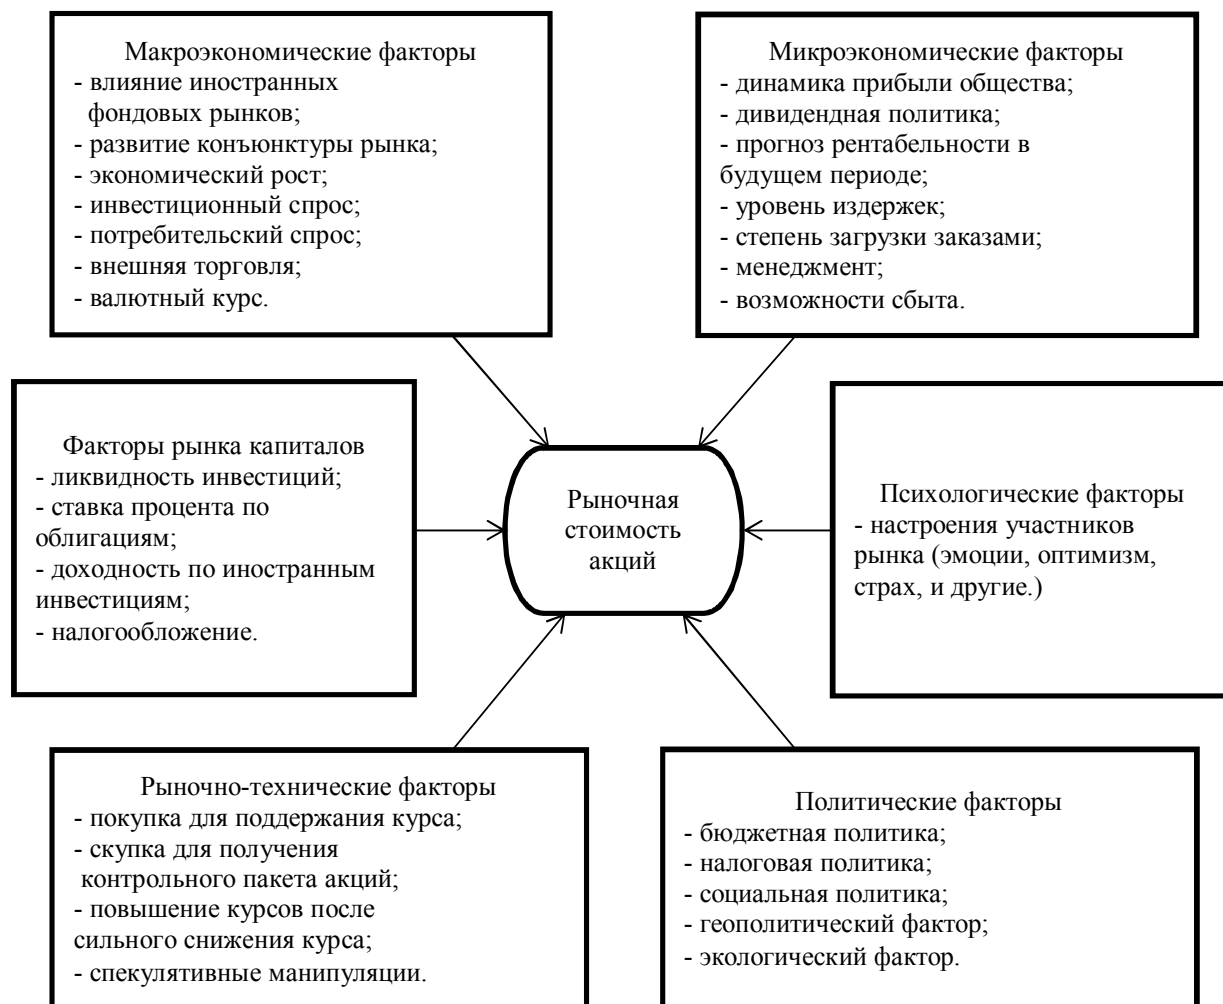 Макроэкономические факторы
- влияние иностранных
фондовых рынков;
- развитие конъюнктуры рынка;
- экономический рост;
- инвестиционный спрос;
- потребительский спрос;
- внешняя торговля;
- валютный курс.
Микроэкономические факторы
- динамика прибыли общества;
- дивидендная политика;
- прогноз рентабельности в
будущем периоде;
- уровень издержек;
- степень загрузки заказами;
- менеджмент;
- возможности сбыта.
Факторы рынка капиталов
- ликвидность инвестиций;
- ставка процента по
облигациям;
- доходность по иностранным
инвестициям;
- налогообложение.
Рыночная
стоимость
акций
Психологические факторы
- настроения участников
рынка (эмоции, оптимизм,
страх, и другие.)
Рыночно-технические факторы
- покупка для поддержания курса;
- скупка для получения
контрольного пакета акций;
- повышение курсов после
сильного снижения курса;
- спекулятивные манипуляции.
Политические факторы
- бюджетная политика;
- налоговая политика;
- социальная политика;
- геополитический фактор;
- экологический фактор.